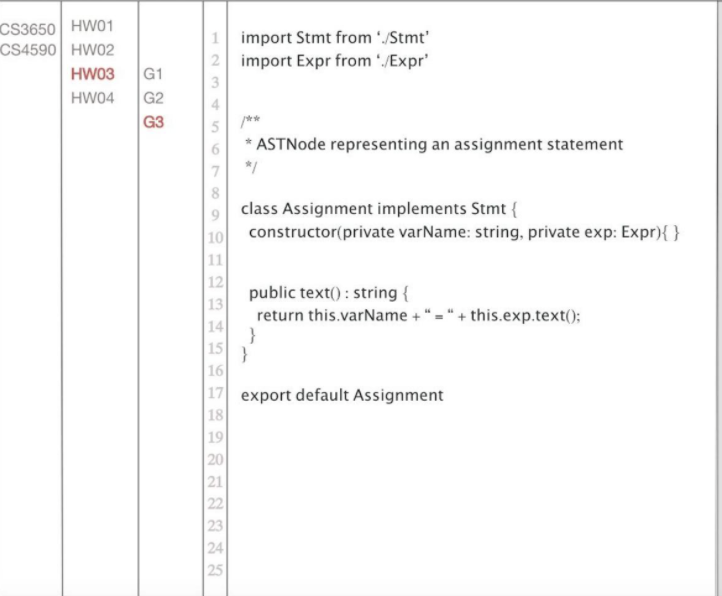 CS3650
CS4590
HW01
HW02
HW03
HW04
G1
G2
G3
1
2
3
4
5
6
7
8
9
10
11
12
13
14
15
16
17
18
19
20
21
22
23
24
25
import Stmt from ‘./Stmt’
import Expr from ‘./Expr’
/**
* ASTNode representing an assignment statement
*/
class Assignment implements Stmt {
constructor(private varName: string, private exp: Expr){ }
public text() : string {
return this.varName + “ = “ + this.exp.text();
}
}
export default Assignment